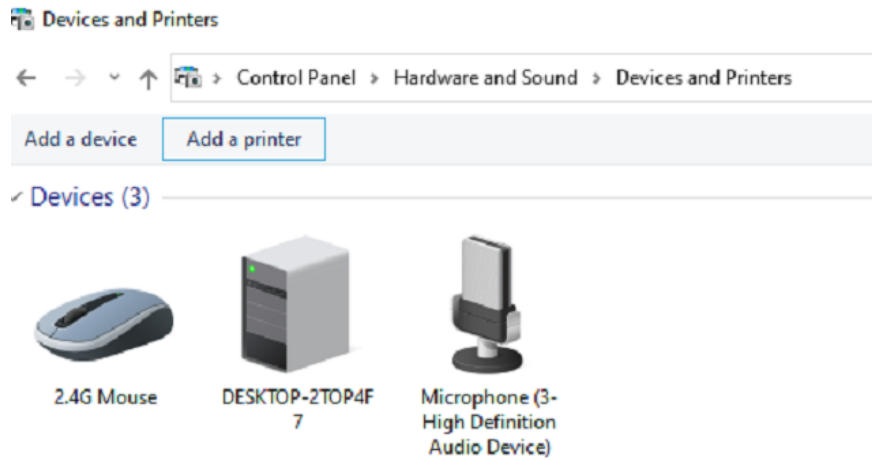 Devices and Printers
Control Panel > Hardware and Sound > Devices and Printers
Add a device Add a printer
Devices (3)
2.4G Mouse
DESKTOP-2TOP4F
7
Microphone (3-
High Definition
Audio Device)